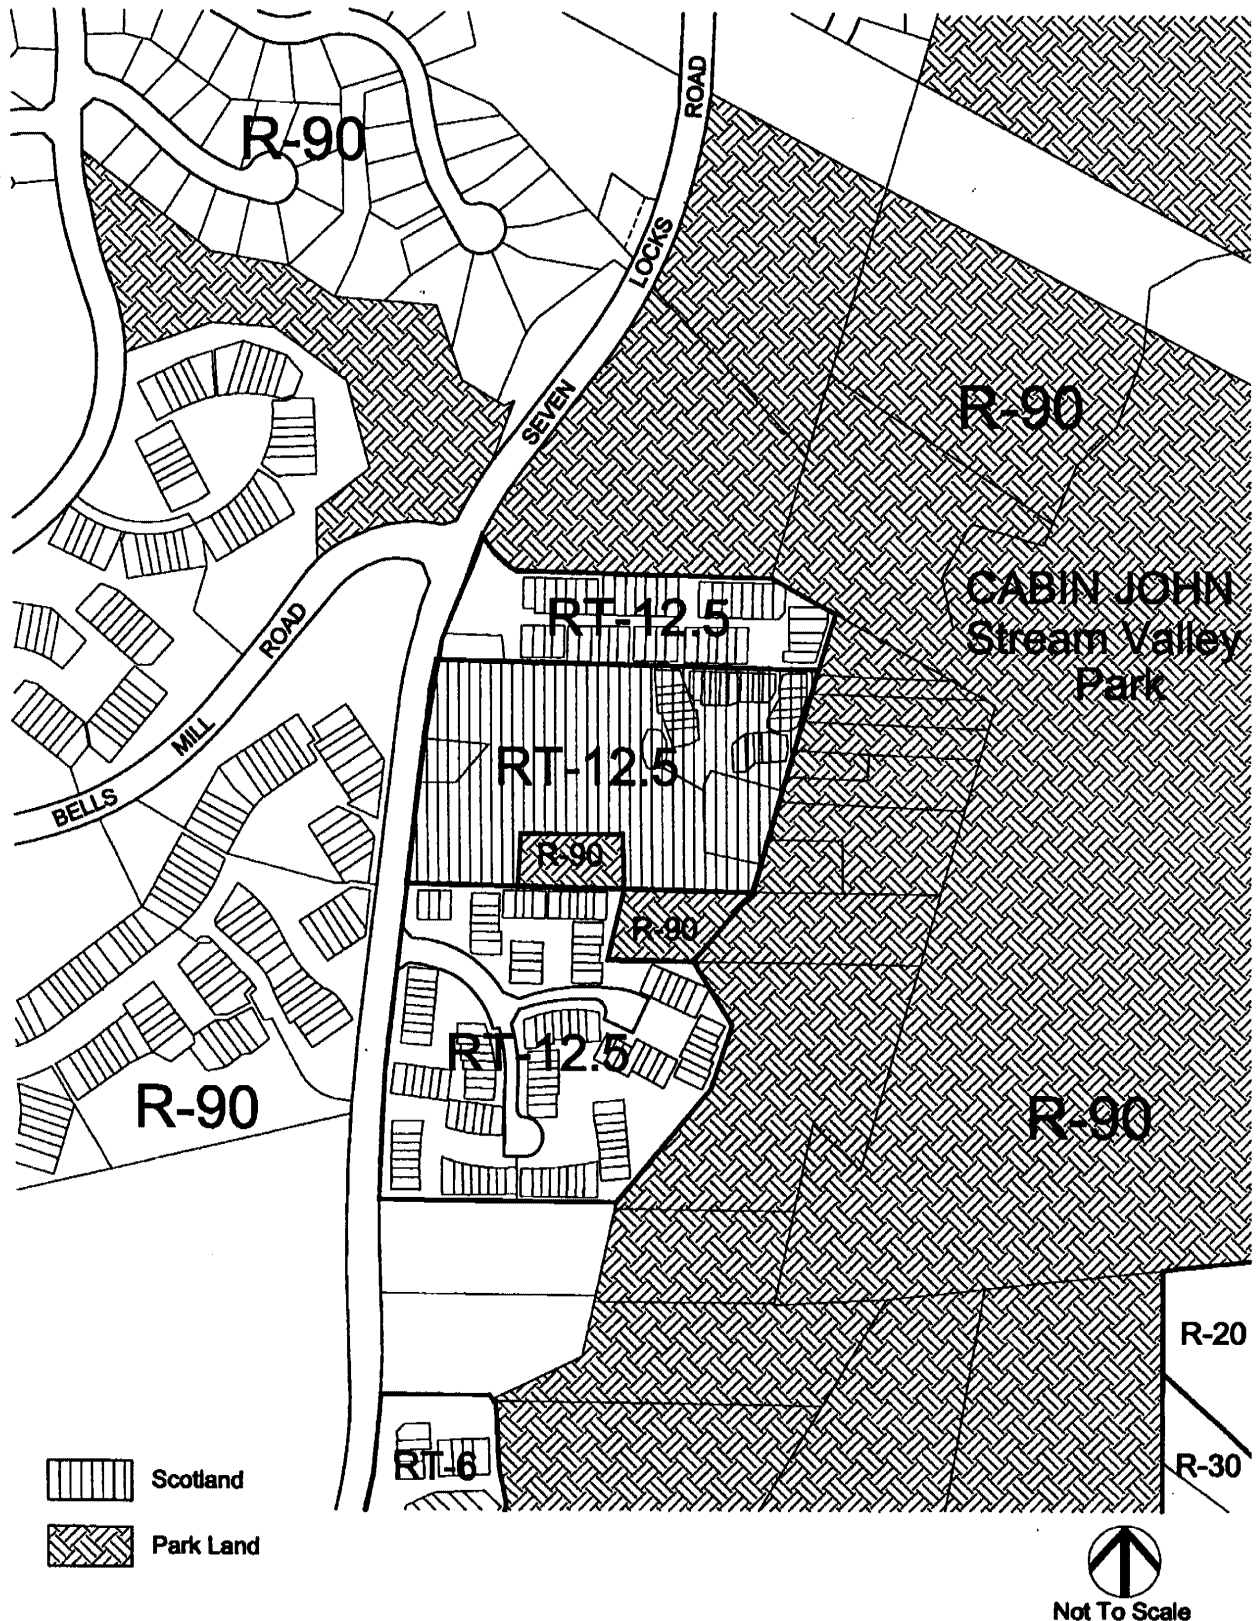 ROAD
R-90
LOCKS
SEVEN
R-90
CABIN JOHN
Stream Valley
Park
RT-12.5
ROAD
MILL
BELLS
RT-12.5
R-90
R-90
RT-12.5
R-90
R-90
R-20
RT-6
R-30
Scotland
Park Land
Not To Scale